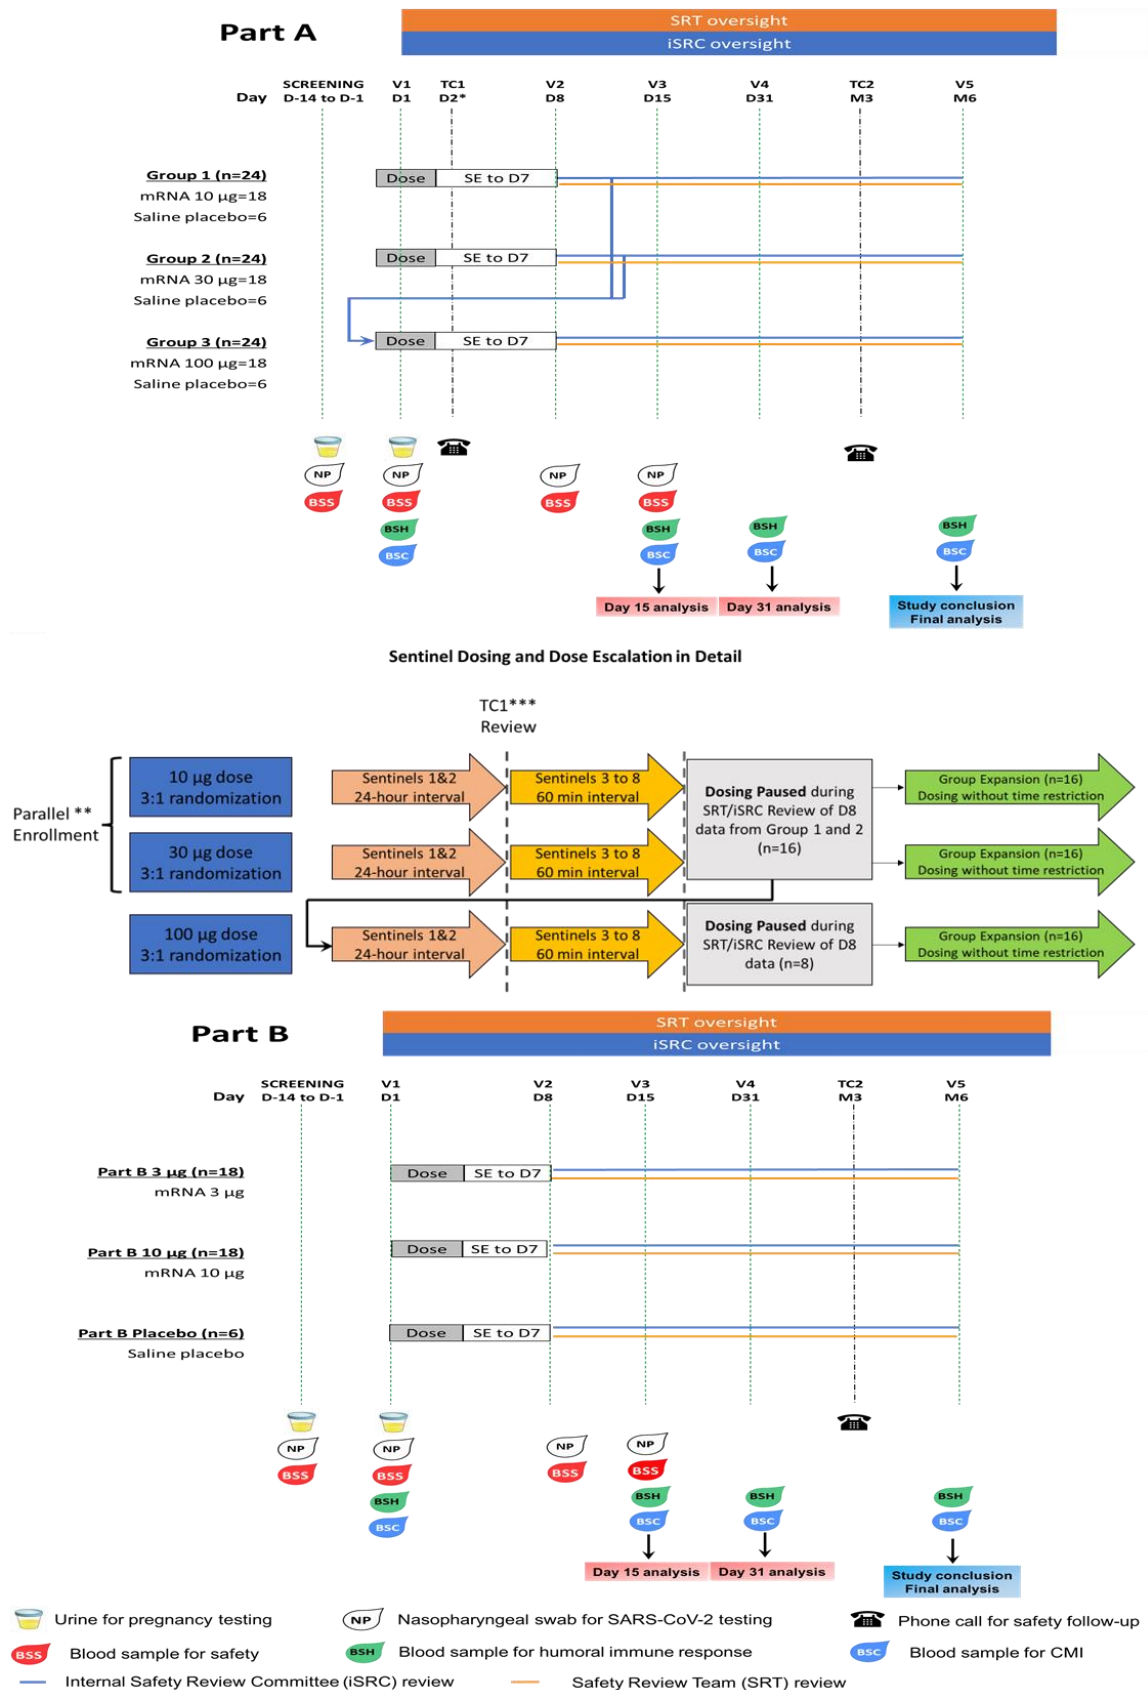 Part A
SRT oversight
iSRC oversight
Day
SCREENING
D-14 to D-1
V1
D1
TC1
D2*
V2
D8
V3
D15
V4
D31
TC2
M3
V5
M6
Group 1 (n=24)
mRNA 10 µg=18
Saline placebo=6
Dose
SE to D7
Group 2 (n=24)
mRNA 30 µg=18
Saline placebo=6
Dose
SE to D7
Group 3 (n=24)
mRNA 100 µg=18
Saline placebo=6
Dose
SE to D7
NP
NP
NP
NP
BSS
BSS
BSS
BSS
BSH
BSH
BSH
BSH
BSC
BSC
BSC
BSC
Day 15 analysis
Day 31 analysis
Study conclusion
Final analysis
Sentinel Dosing and Dose Escalation in Detail
TC1***
Review
Parallel **
Enrollment
10 µg dose
3:1 randomization
Sentinels 1&2
24-hour interval
Sentinels 3 to 8
60 min interval
Dosing Paused during
SRT/iSRC Review of D8
data from Group 1 and 2
(n=16)
Group Expansion (n=16)
Dosing without time restriction
30 µg dose
3:1 randomization
Sentinels 1&2
24-hour interval
Sentinels 3 to 8
60 min interval
Group Expansion (n=16)
Dosing without time restriction
100 µg dose
3:1 randomization
Sentinels 1&2
24-hour interval
Sentinels 3 to 8
60 min interval
Dosing Paused during
SRT/iSRC Review of D8
data (n=8)
Group Expansion (n=16)
Dosing without time restriction
Part B
SRT oversight
iSRC oversight
Day
SCREENING
D-14 to D-1
V1
D1
V2
D8
V3
D15
V4
D31
TC2
M3
V5
M6
Part B 3 µg (n=18)
mRNA 3 µg
Dose
SE to D7
Part B 10 µg (n=18)
mRNA 10 µg
Dose
SE to D7
Part B Placebo (n=6)
Saline placebo
Dose
SE to D7
NP
NP
NP
NP
BSS
BSS
BSS
BSS
BSH
BSH
BSH
BSH
BSC
BSC
BSC
BSC
Day 15 analysis
Day 31 analysis
Study conclusion
Final analysis
Urine for pregnancy testing
NP Nasopharyngeal swab for SARS-CoV-2 testing
Phone call for safety follow-up
BSS Blood sample for safety
BSH Blood sample for humoral immune response
BSC Blood sample for CMI
Internal Safety Review Committee (iSRC) review
Safety Review Team (SRT) review